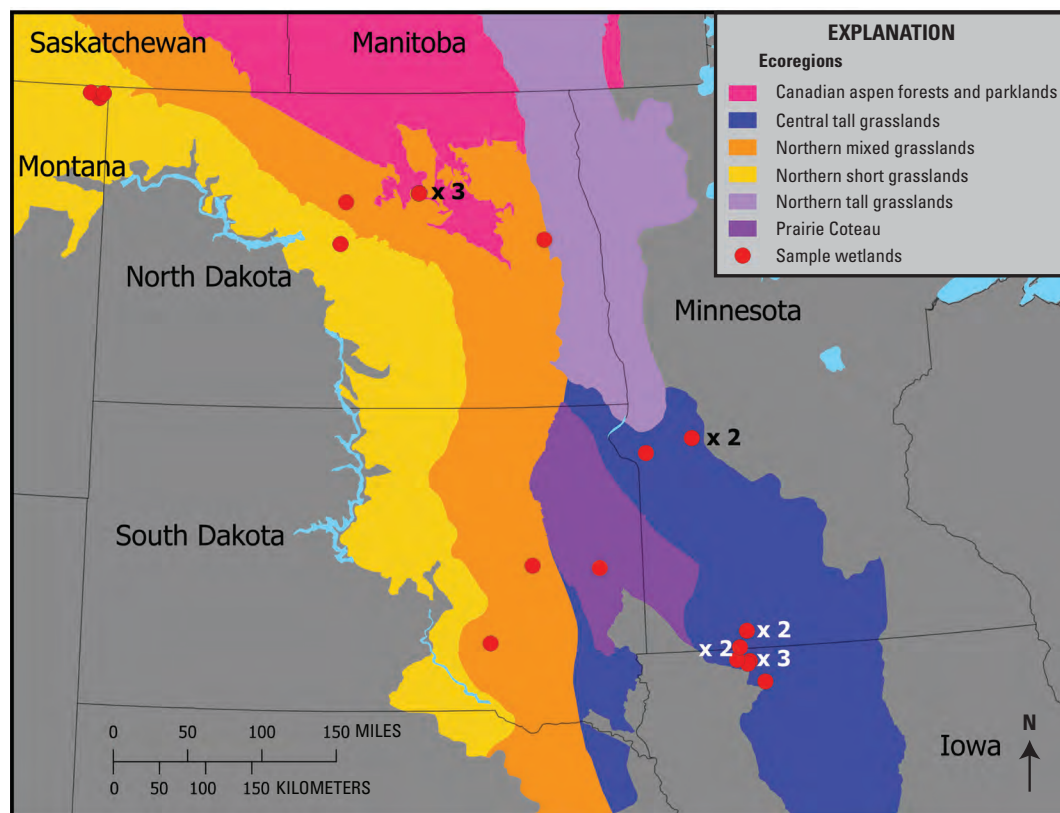 Saskatchewan
Manitoba
EXPLANATION
Ecoregions
Canadian aspen forests and parklands
Central tall grasslands
Northern mixed grasslands
Northern short grasslands
Northern tall grasslands
Prairie Coteau
Sample wetlands
Montana
x 3
North Dakota
Minnesota
x 2
South Dakota
x 2
x 2
x 3
Iowa
N
0 50 100 150 MILES
0 50 100 150 KILOMETERS